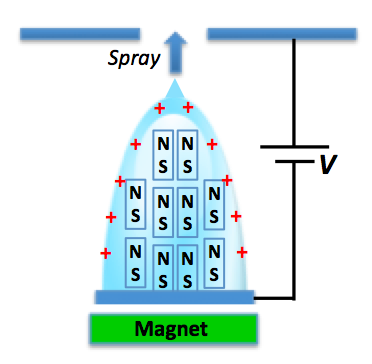 Spray
+ +
+ N N +
S S V
+ +
N N N N
+ S S S S +
+ N N N N +
S S S S
Magnet